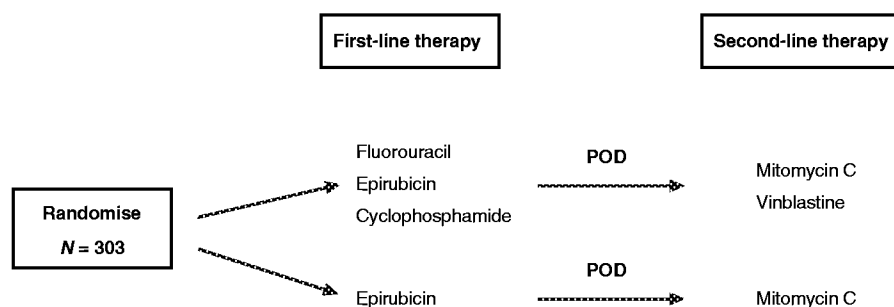 First-line therapy
Second-line therapy
Fluorouracil
Epirubicin
Cyclophosphamide
POD
Mitomycin C
Vinblastine
Randomise
N = 303
Epirubicin
POD
Mitomycin C